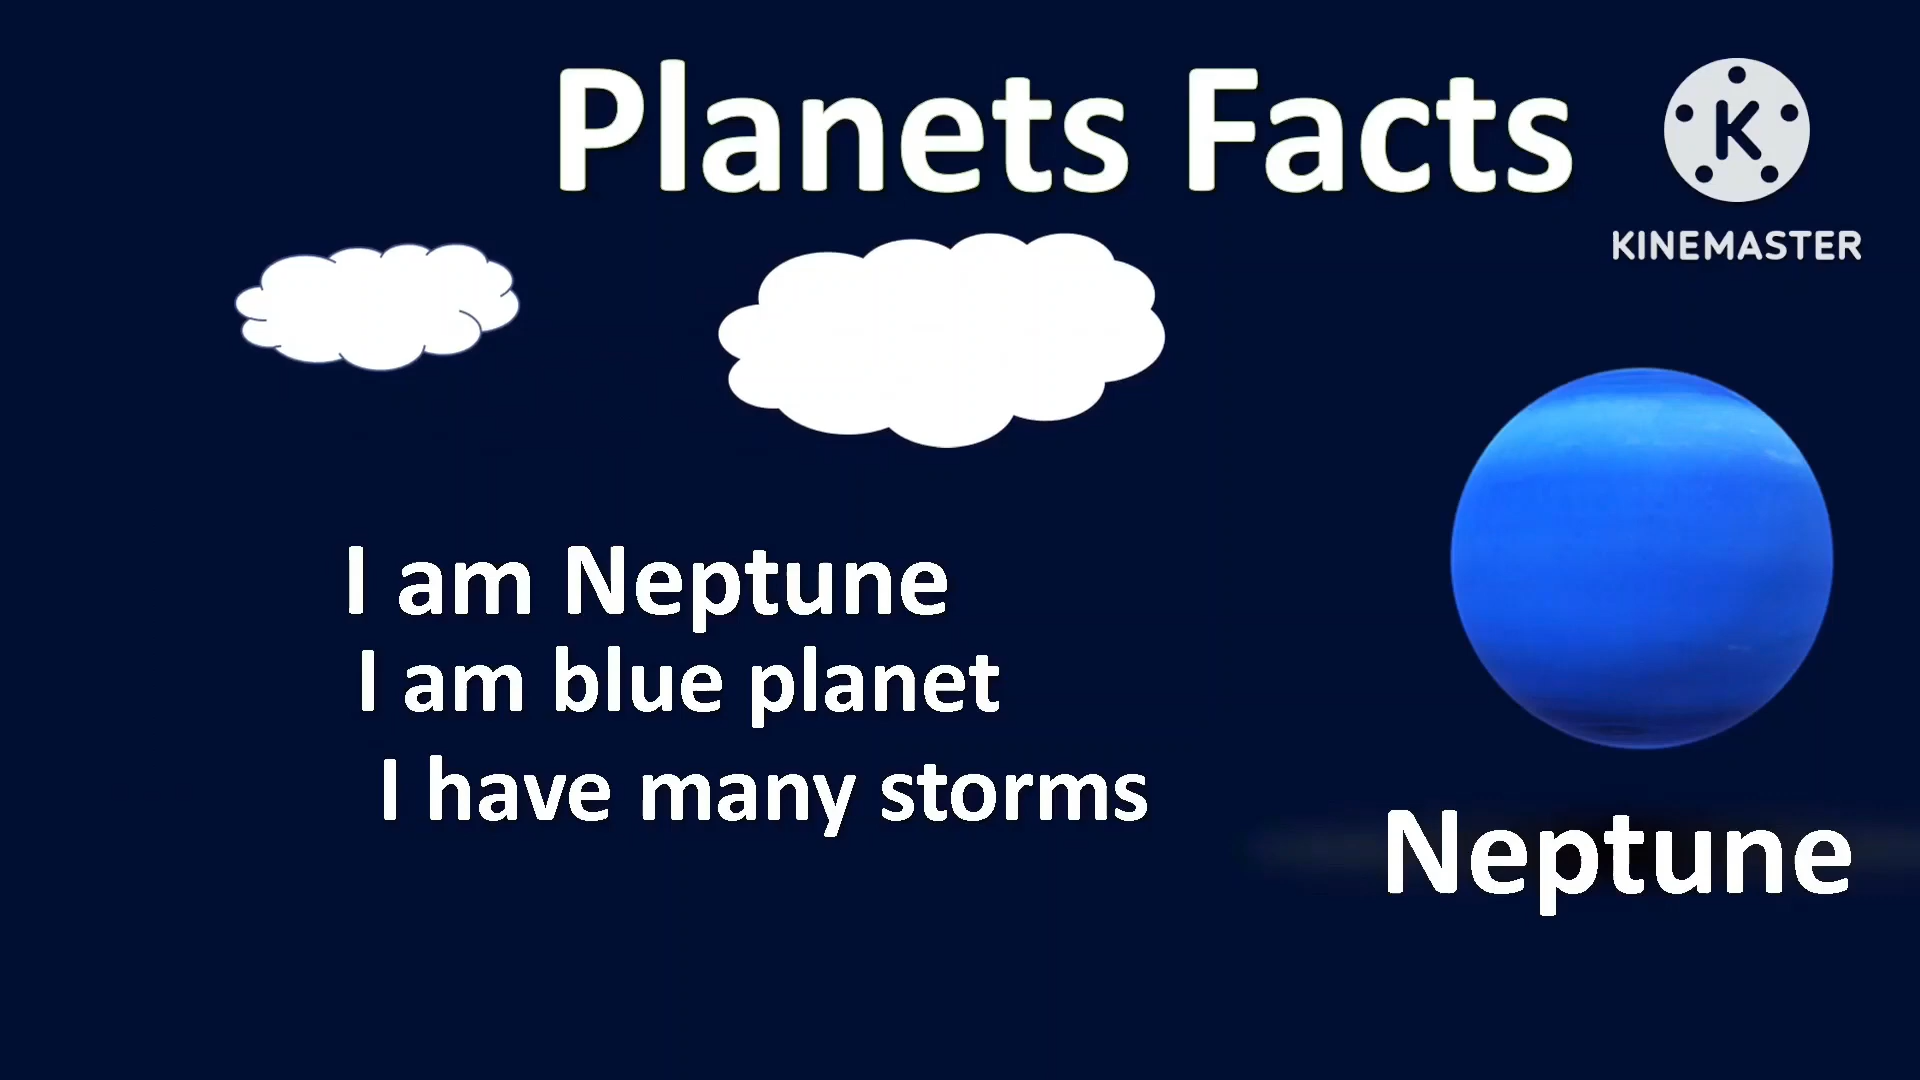 Planets Facts
K
KINEMASTER
I am Neptune
I am blue planet
I have many storms
Neptune